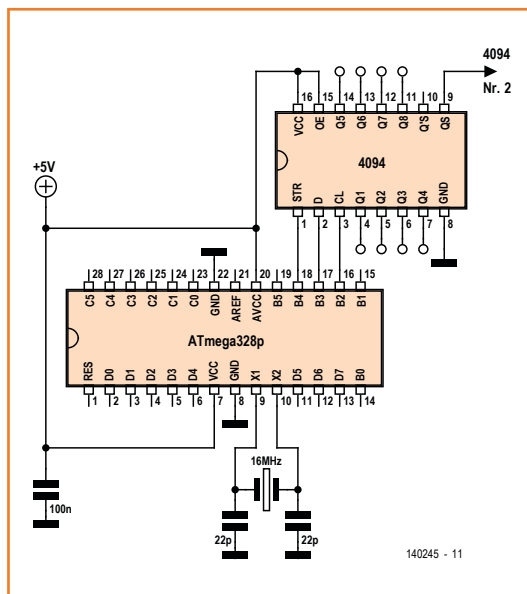 4094
Nr. 2
16 15 14 13 12 11 10 9
VCC OE Q5 Q6 Q7 Q8 Q'S QS
4094
STR D CL Q1 Q2 Q3 Q4 GND
1 2 3 4 5 6 7 8
+5V
28 27 26 25 24 23 22 21 20 19 18 17 16 15
C5 C4 C3 C2 C1 C0 GND AREF AVCC B5 B4 B3 B2 B1
ATmega328p
RES D0 D1 D2 D3 D4 VCC GND X1 X2 D5 D6 D7 B0
1 2 3 4 5 6 7 8 9 10 11 12 13 14
16MHz
100n
22p 22p
140245 - 11